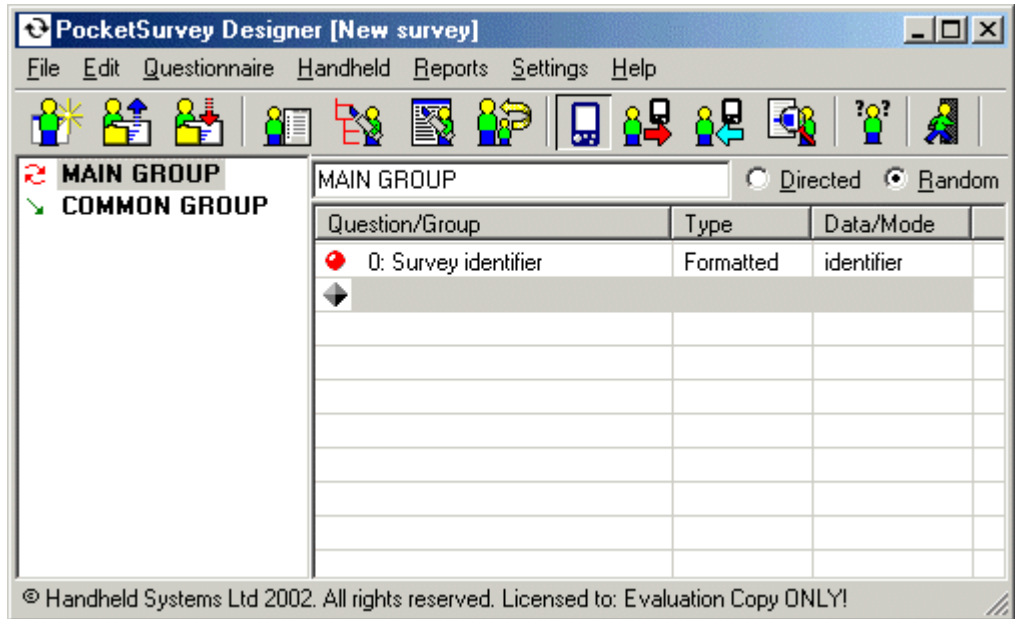 PocketSurvey Designer [New survey]
File Edit Questionnaire Handheld Reports Settings Help
?  ?
MAIN GROUP
COMMON GROUP
MAIN GROUP Directed Random
Question/Group Type Data/Mode
0: Survey identifier Formatted identifier
© Handheld Systems Ltd 2002. All rights reserved. Licensed to: Evaluation Copy ONLY!